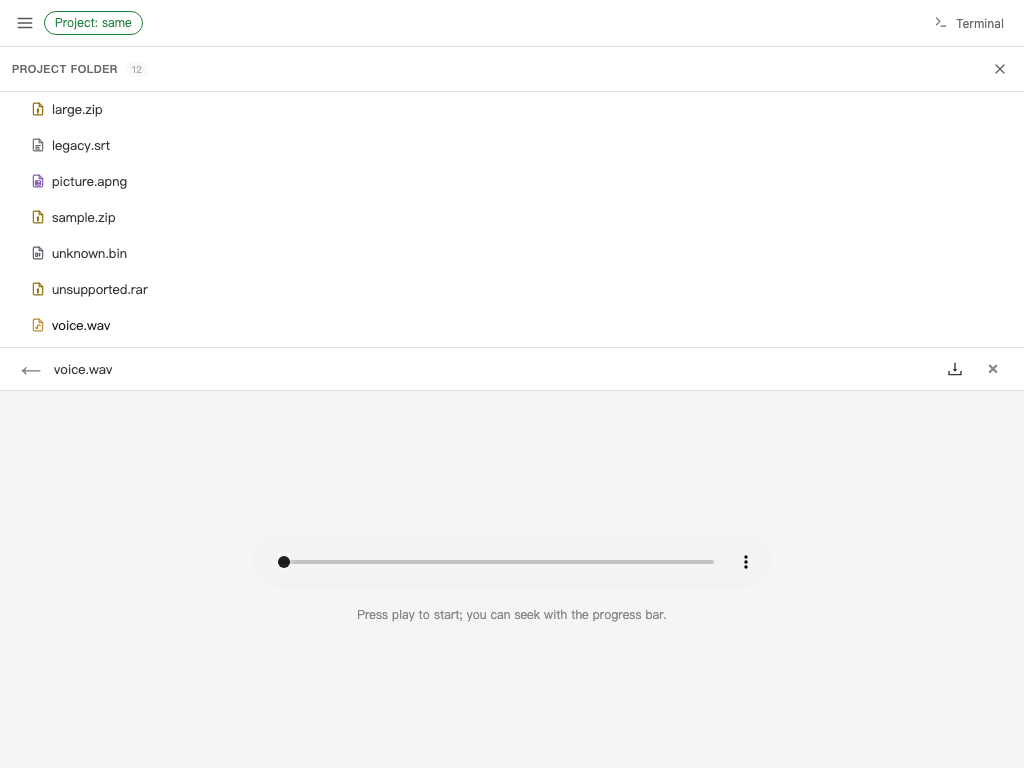 Project: same
Terminal
PROJECT FOLDER 12
large.zip
legacy.srt
picture.apng
sample.zip
unknown.bin
unsupported.rar
voice.wav
voice.wav
Press play to start; you can seek with the progress bar.